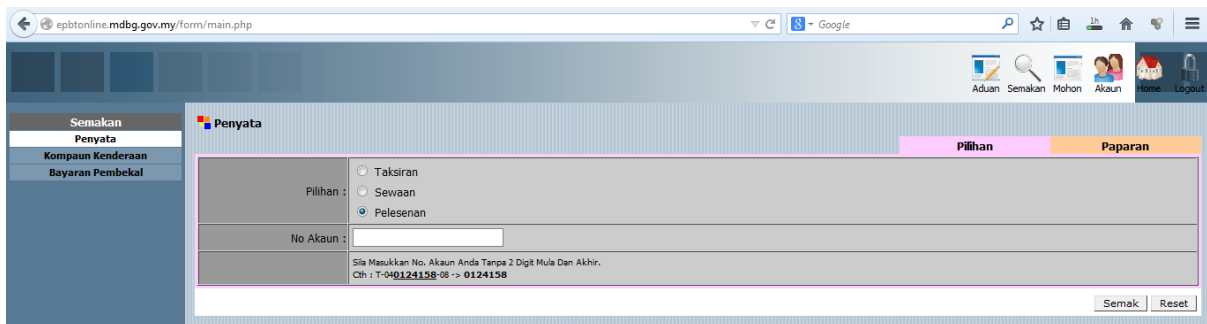 epbtonline.mdbg.gov.my/form/main.php
8 Google
1h
Aduan Semakan Mohon Akaun Home Logout
Semakan
Penyata
Kompaun Kenderaan
Bayaran Pembekal
Penyata
Pilihan Paparan
Pilihan :
Taksiran
Sewaan
Pelesenan
No Akaun :
Sila Masukkan No. Akaun Anda Tanpa 2 Digit Mula Dan Akhir.
Cth : T-040124158-08 -> 0124158
Semak Reset